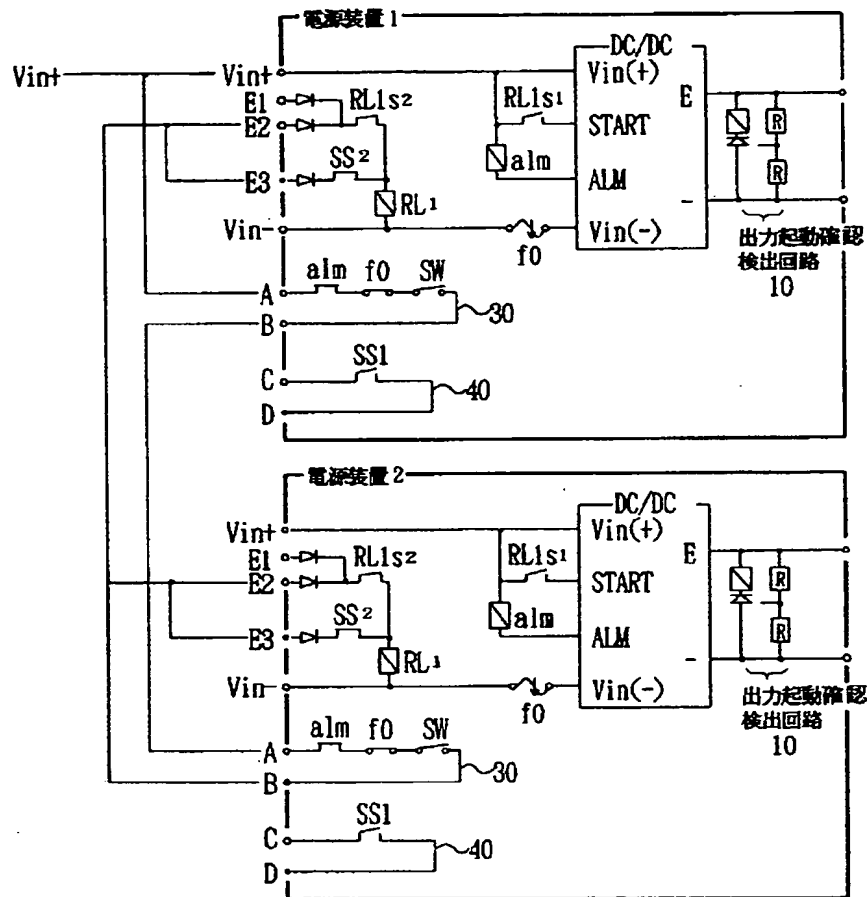 電源装置1
DC/DC
Vin+
Vin+
Vin(+)
E1
RL1s2
RL1s1
E
E2
START
SS2
alm
R
E3
ALM
R
RL1
Vin-
Vin(-)
-
f0
出力起動確認
検出回路
10
alm
f0
SW
A
30
B
SS1
C
40
D
電源装置2
DC/DC
Vin+
Vin(+)
E1
RL1s2
RL1s1
E
E2
START
R
SS2
alm
E3
ALM
R
RL1
-
Vin-
Vin(-)
f0
出力起動確認
検出回路
10
alm
f0
SW
A
30
B
SS1
C
40
D